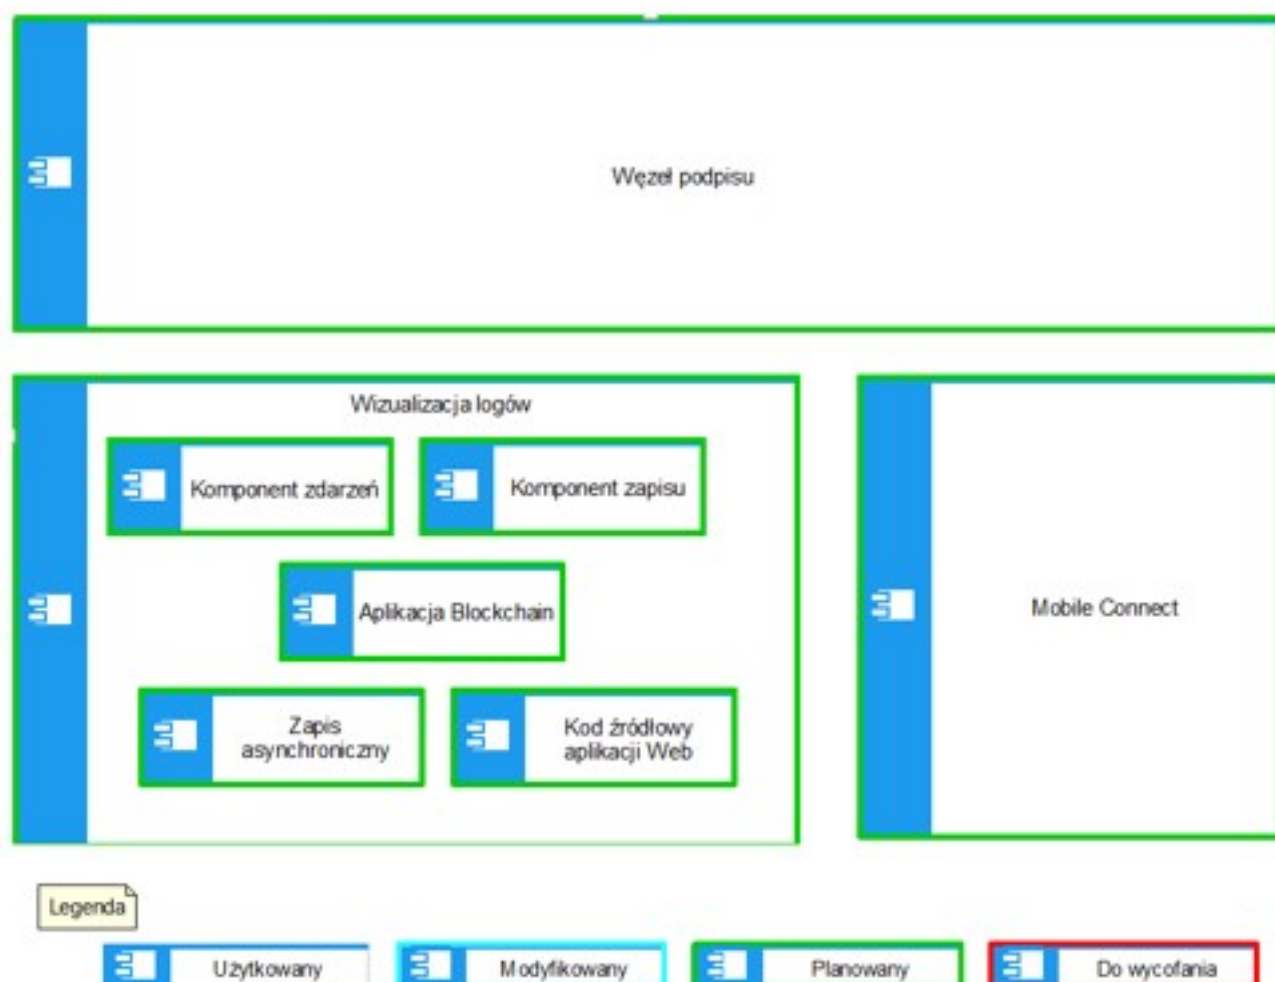 Węzeł podpisu
Wizualizacja logów
Komponent zdarzeń
Komponent zapisu
Aplikacja Blockchain
Zapis
asynchroniczny
Kod źródłowy
aplikacji Web
Mobile Connect
Legenda
Użytkowany
Modyfikowany
Planowany
Do wycofania